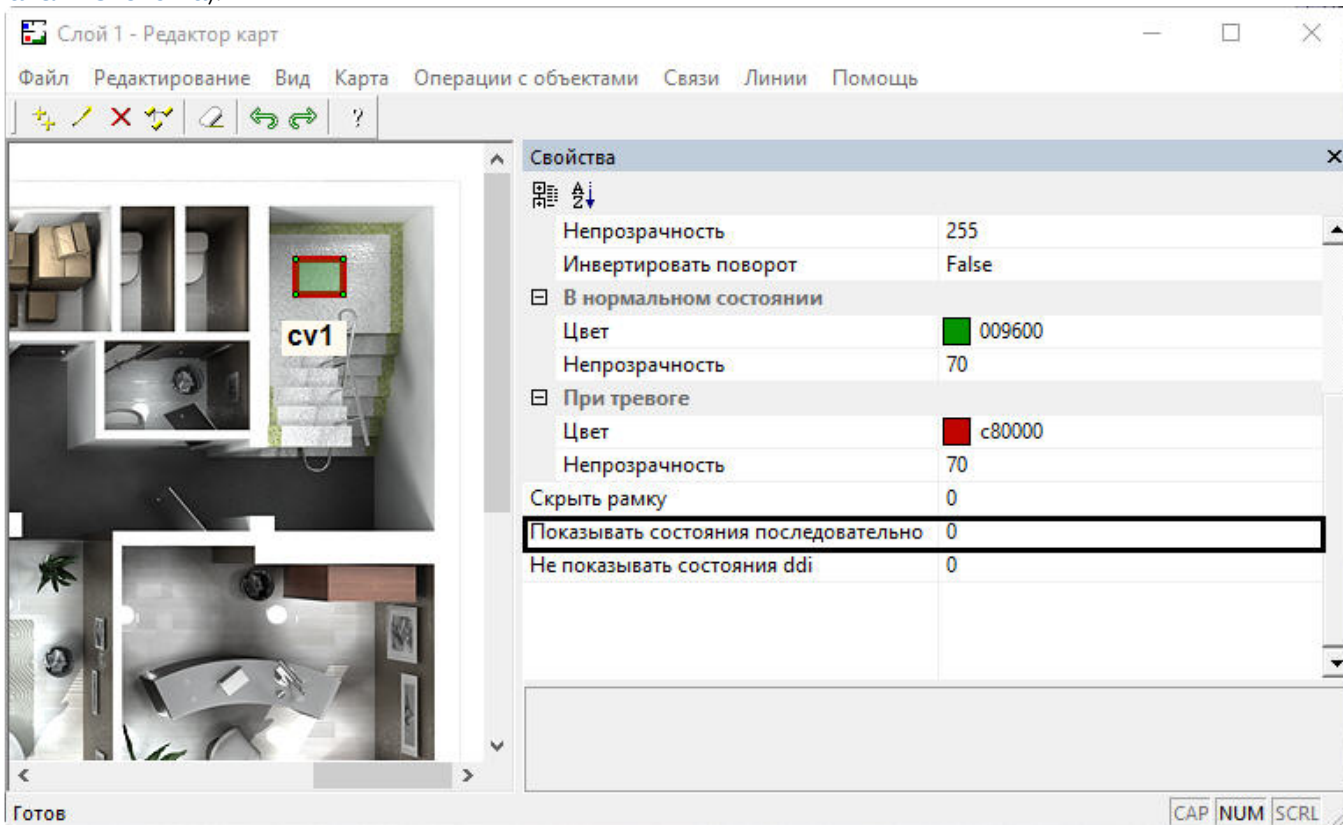 Слой 1 - Редактор карт
Файл Редактирование Вид Карта Операции с объектами Связи Линии Помощь
?
Свойства
Непрозрачность 255
Инвертировать поворот False
В нормальном состоянии
Цвет 009600
Непрозрачность 70
При тревоге
Цвет c80000
Непрозрачность 70
Скрыть рамку 0
Показывать состояния последовательно 0
Не показывать состояния ddi 0
cv1
Готов
CAP NUM SCRL